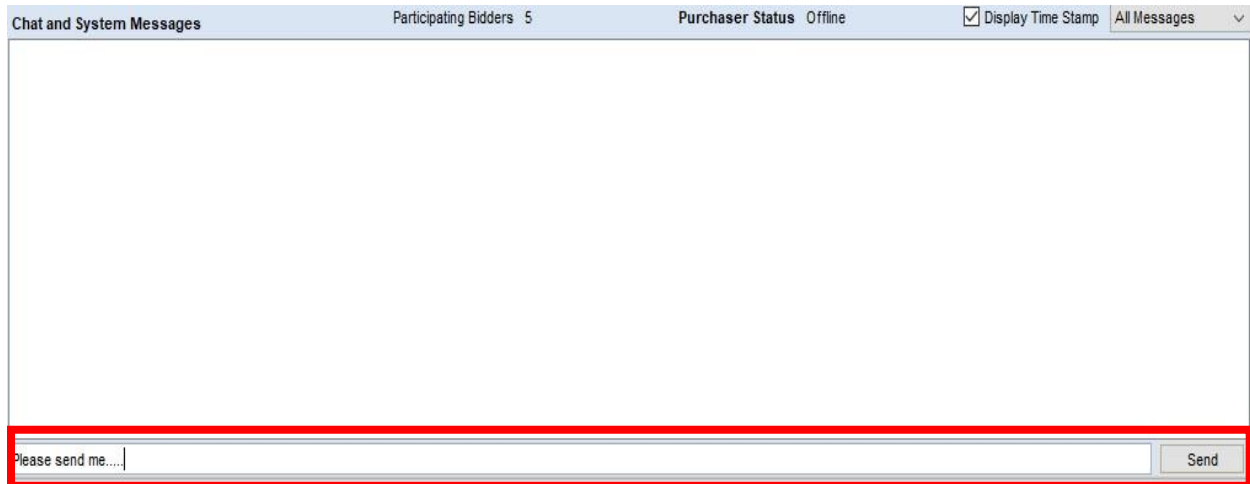 Chat and System Messages Participating Bidders 5 Purchaser Status Offline Display Time Stamp All Messages
Please send me..... Send